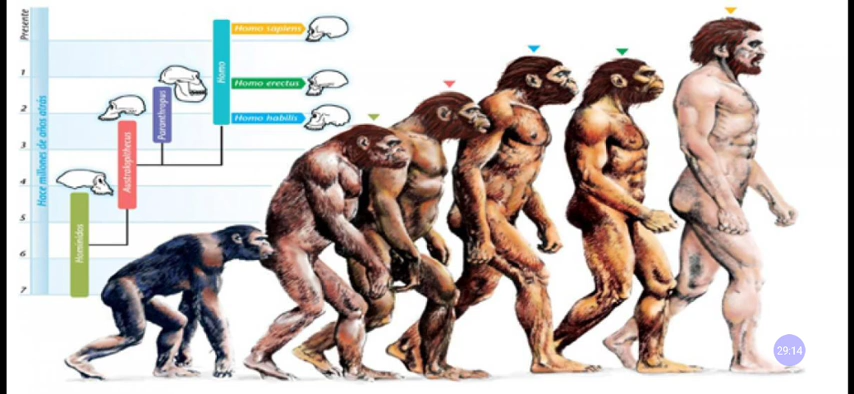 Presente
1
2
3
4
5
6
7
Hace millones de años atrás
Homínidos
Australopithecus
Paranthropus
Homo
Homo sapiens
Homo erectus
Homo habilis
29:14